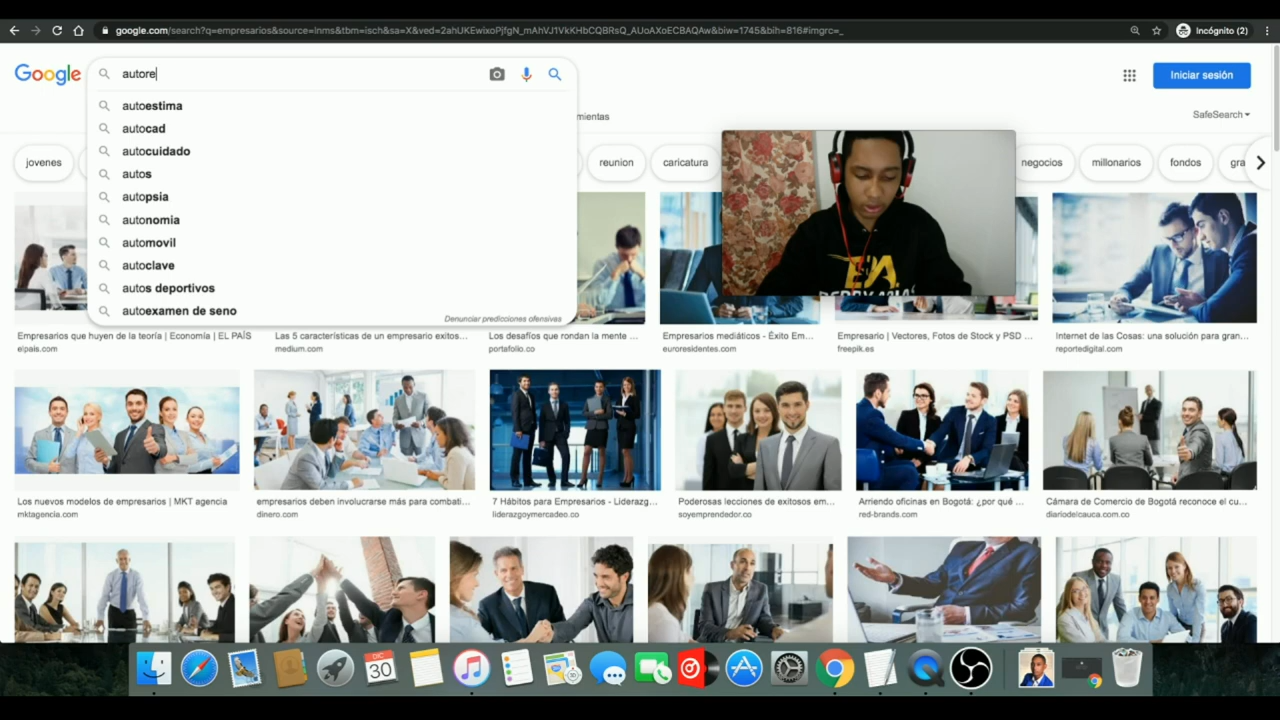 google.com/search?q=empresarios&source=lnms&tbm=isch&sa=X&ved=2ahUKEwixoPjfgN_mAhVJ1VkKHbCQBRsQ_AUoAXoECBAQAw&biw=1745&bih=816#imgrc=_
Incógnito (2)
Google
autore
Iniciar sesión
autoestima
mientas
SafeSearch
autocad
autocuidado
autos
autopsia
autonomia
automovil
autoclave
autos deportivos
autoexamen de seno
Denunciar predicciones ofensivas
jovenes
reunion
caricatura
negocios
millonarios
fondos
gra
EA
Empresarios que huyen de la teoría | Economía | EL PAÍS
elpais.com
Las 5 características de un empresario exitos...
medium.com
Los desafíos que rondan la mente ...
portafolio.co
Empresarios mediáticos - Éxito Em...
euroresidentes.com
Empresario | Vectores, Fotos de Stock y PSD ...
freepik.es
Internet de las Cosas: una solución para gran...
reportedigital.com
Los nuevos modelos de empresarios | MKT agencia
mktagencia.com
empresarios deben involucrarse más para combati...
dinero.com
7 Hábitos para Empresarios - Liderazg...
liderazgoymercadeo.co
Poderosas lecciones de exitosos em...
soyemprendedor.co
Arriendo oficinas en Bogotá: ¿por qué ...
red-brands.com
Cámara de Comercio de Bogotá reconoce el cu...
diariodelcauca.com.co
DIC
30